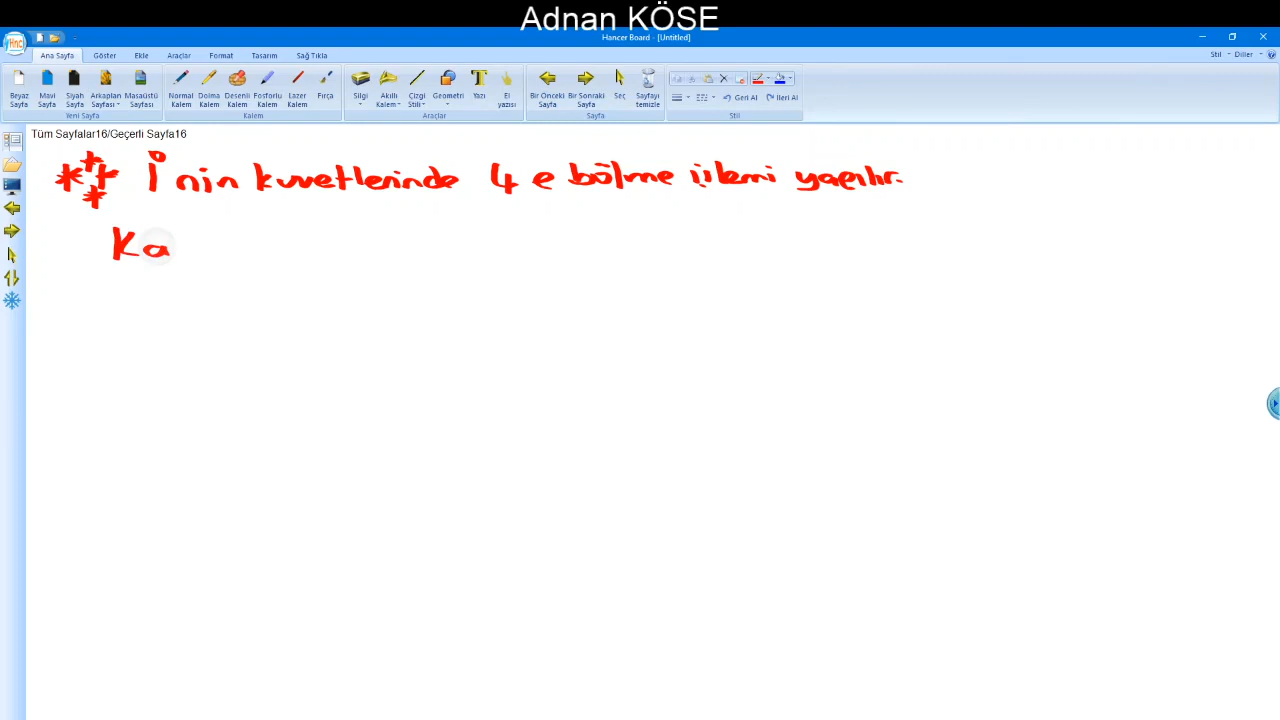 Adnan KÖSE
Hancer Board - [Untitled]
Hnc
Ana Sayfa Göster Ekle Araçlar Format Tasarım Sağ Tıkla Stil Diller
Beyaz Sayfa Mavi Sayfa Siyah Sayfa Arkaplan Sayfası Masaüstü Sayfası Normal Kalem Dolma Kalem Desenli Kalem Fosforlu Kalem Lazer Kalem Fırça Silgi Akıllı Kalem Çizgi Stili Geometri Yazı El yazısı Bir Önceki Sayfa Bir Sonraki Sayfa Seç Sayfayı temizle Geri Al İleri Al
Yeni Sayfa Kalem Araçlar Sayfa Stil
Tüm Sayfalar16/Geçerli Sayfa16
i nin kuvetlerinde 4 e bölme işlemi yapılır.
Ka